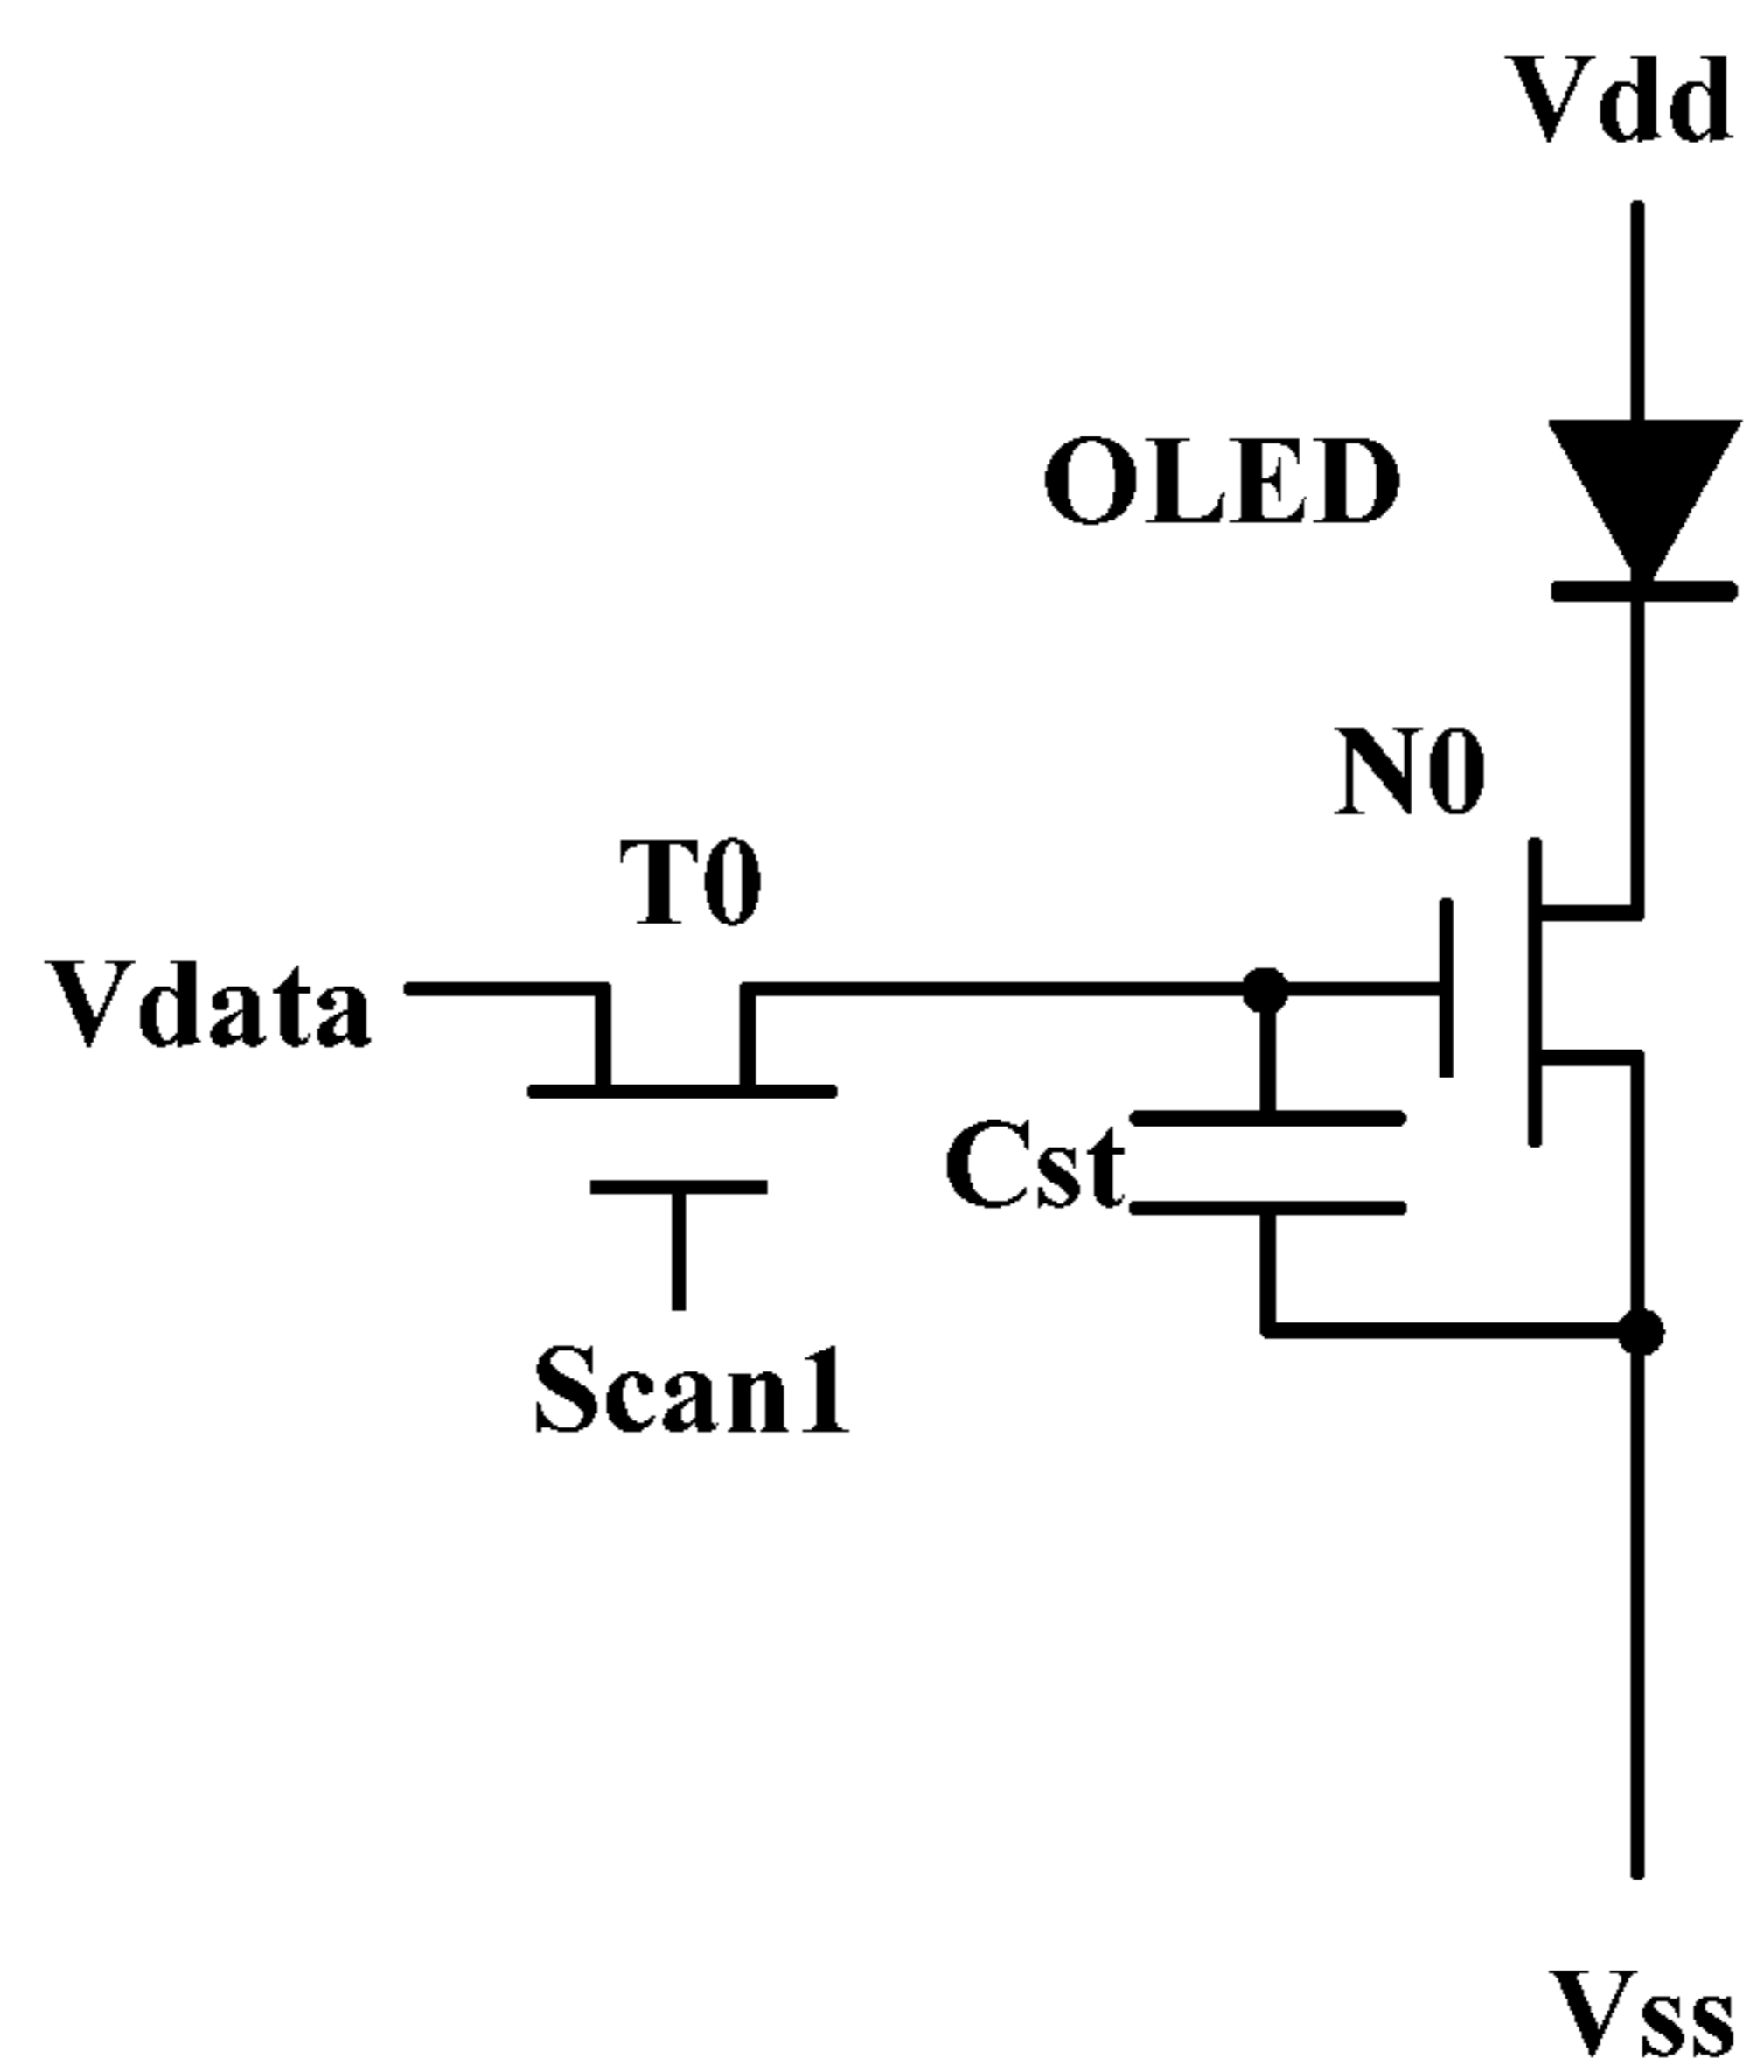 Vdd
OLED
N0
T0
Vdata
Cst
Scan1
Vss